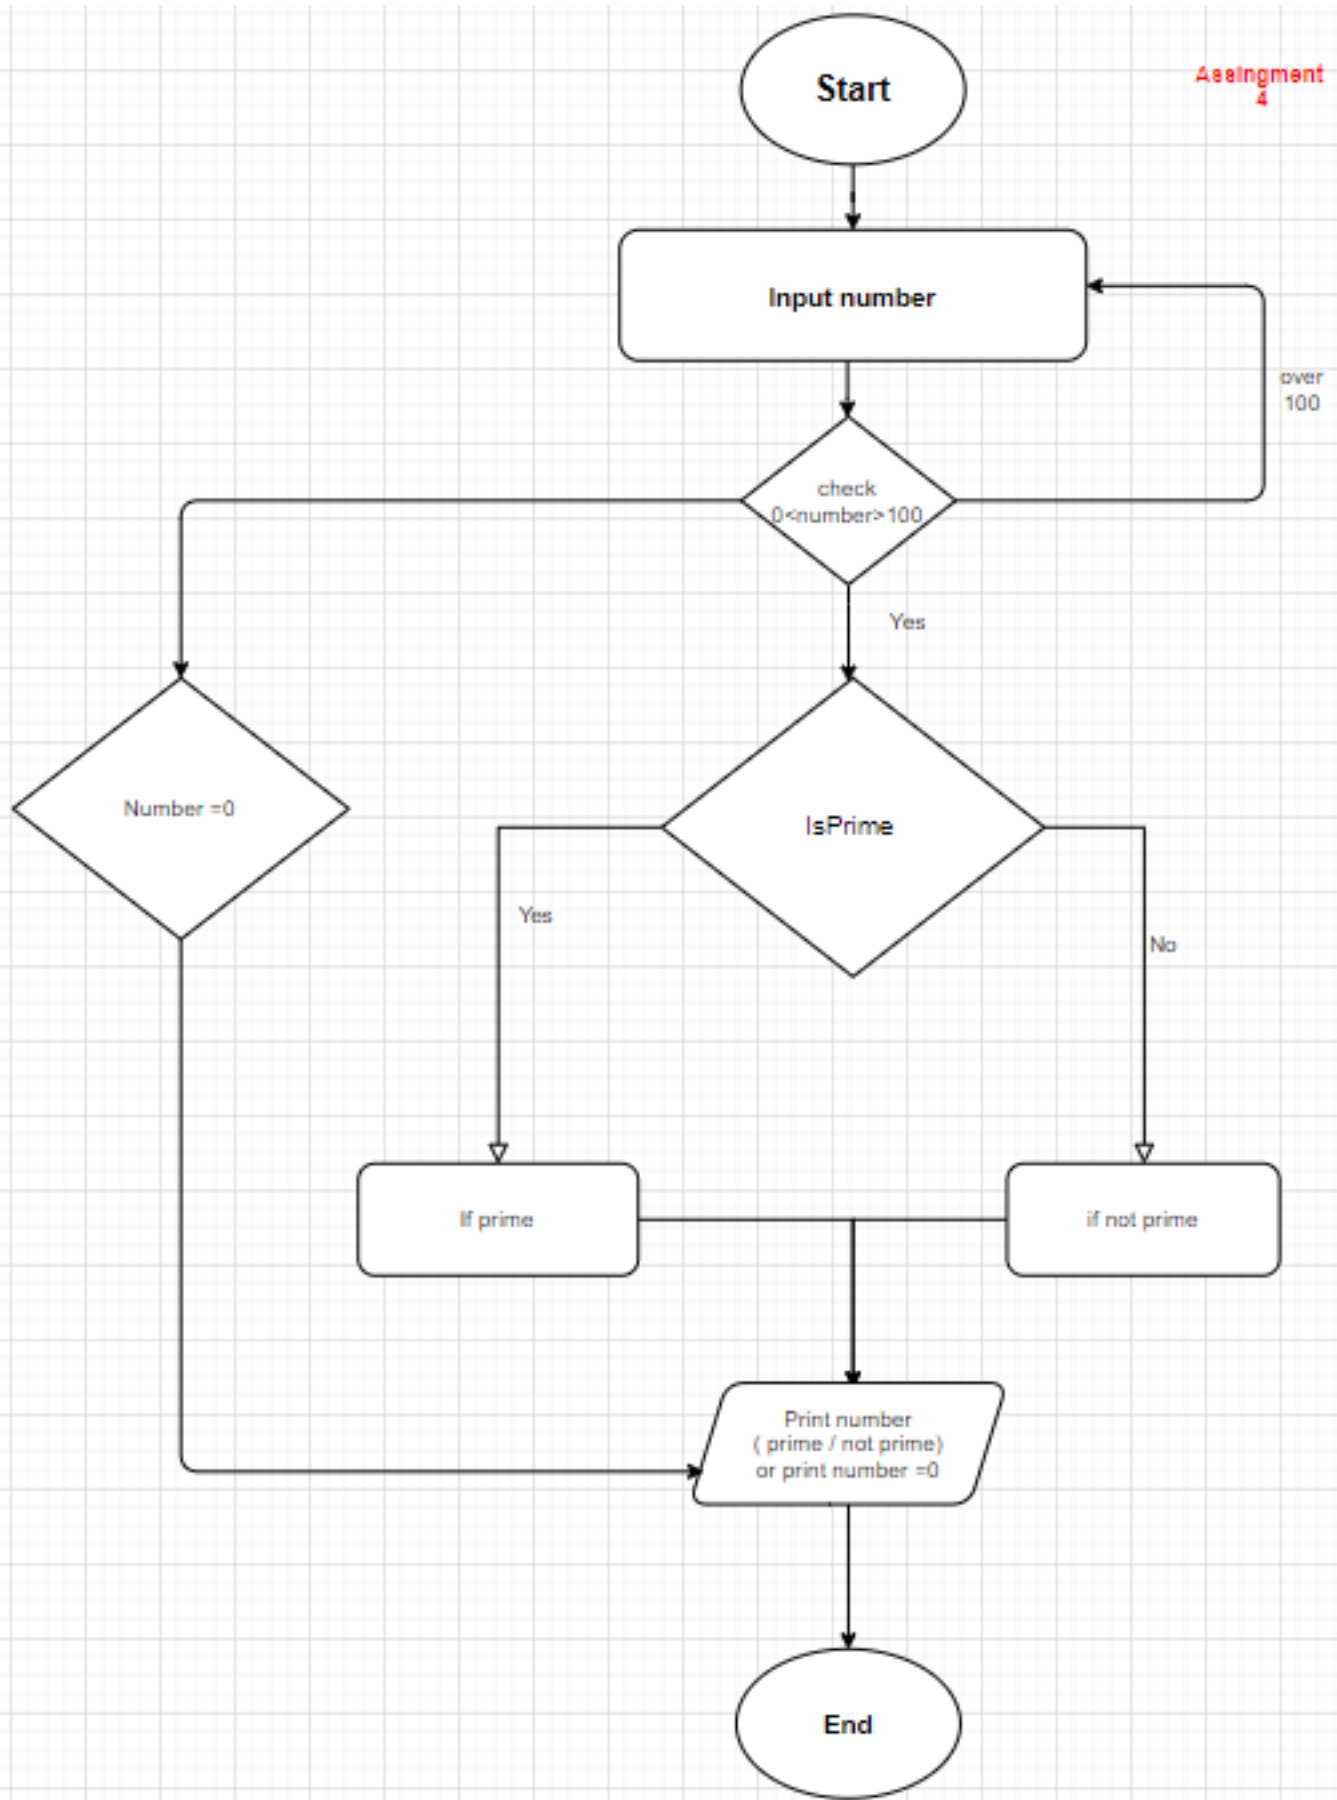 Start
Assingment
4
Input number
over
100
check
0<number>100
Yes
Number =0
IsPrime
Yes
No
If prime
if not prime
Print number
( prime / not prime)
or print number =0
End